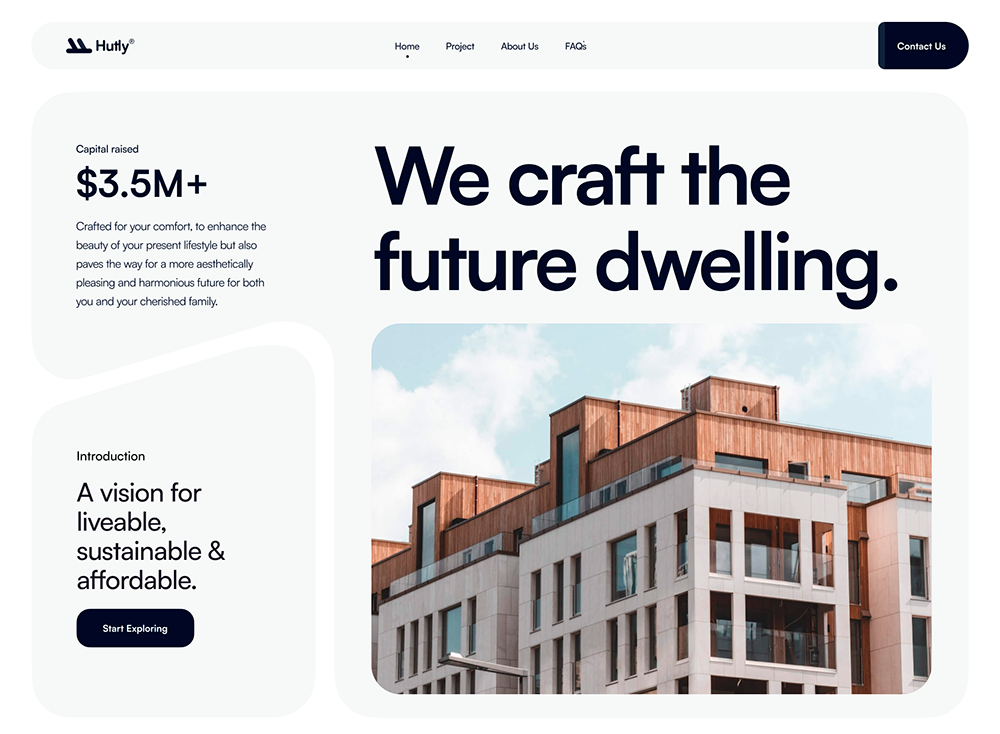 Hutly®
Home
Project
About Us
FAQs
Contact Us
Capital raised
$3.5M+
Crafted for your comfort, to enhance the
beauty of your present lifestyle but also
paves the way for a more aesthetically
pleasing and harmonious future for both
you and your cherished family.
We craft the
future dwelling.
Introduction
A vision for
liveable,
sustainable &
affordable.
Start Exploring